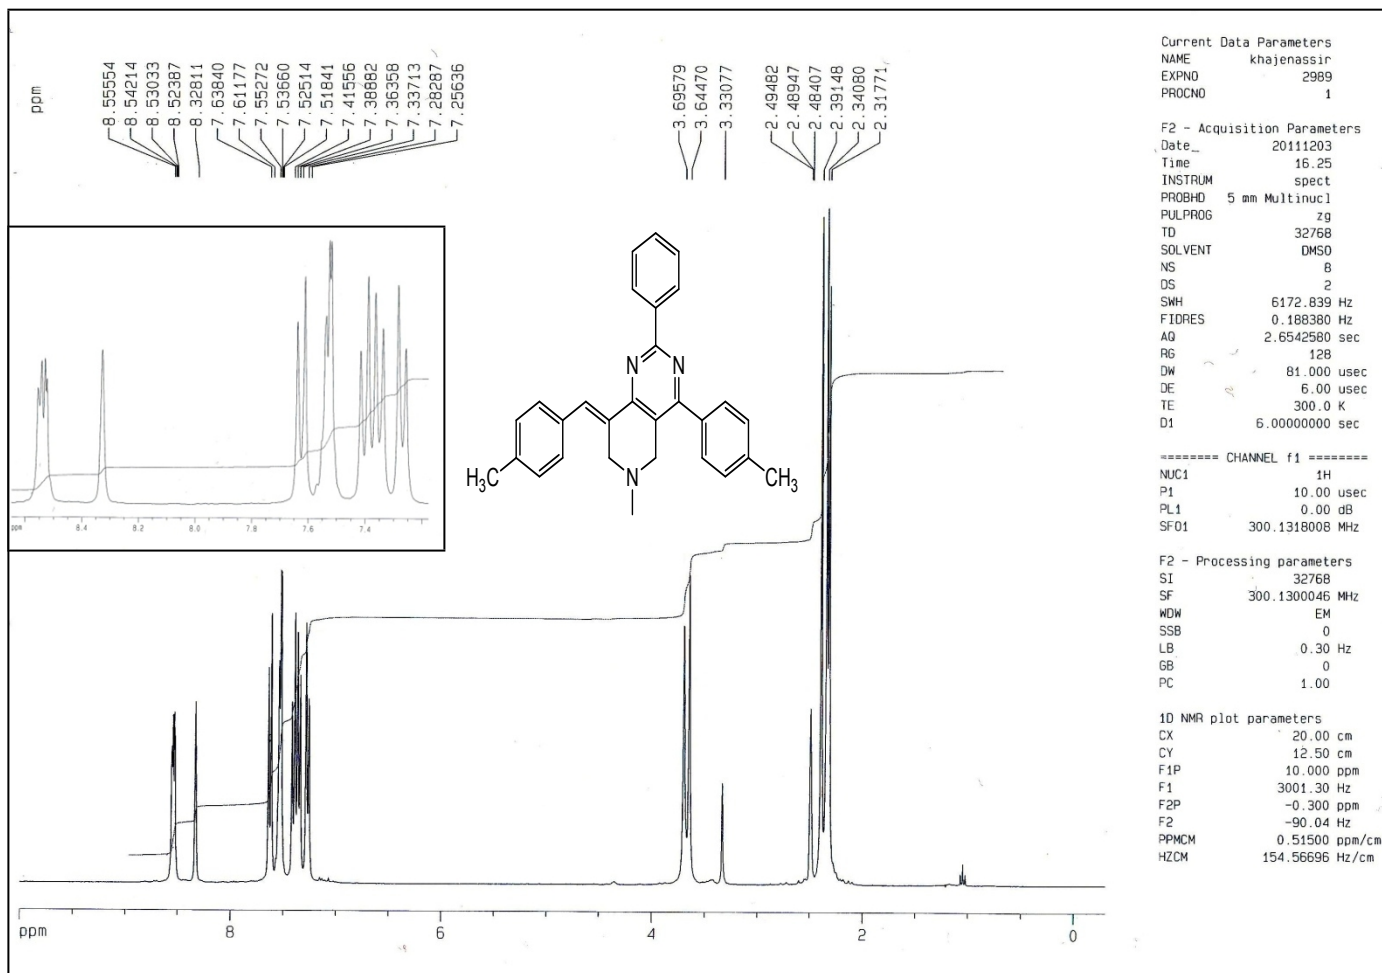 ppm
8.55554
8.54214
8.53033
8.52387
8.32811
7.63840
7.61177
7.55272
7.53660
7.52514
7.51841
7.41556
7.38882
7.36358
7.33713
7.28287
7.25636
3.69579
3.64470
3.33077
2.49482
2.48947
2.48407
2.39148
2.34080
2.31771
ppm 8.4 8.2 8.0 7.8 7.6 7.4
N N
H3C N CH3
ppm 8 6 4 2 0
Current Data Parameters
NAME khajenassir
EXPNO 2989
PROCNO 1
F2 - Acquisition Parameters
Date_ 20111203
Time 16.25
INSTRUM spect
PROBHD 5 mm Multinucl
PULPROG zg
TD 32768
SOLVENT DMSO
NS 8
DS 2
SWH 6172.839 Hz
FIDRES 0.188380 Hz
AQ 2.6542580 sec
RG 128
DW 81.000 usec
DE 6.00 usec
TE 300.0 K
D1 6.00000000 sec
======== CHANNEL f1 ========
NUC1 1H
P1 10.00 usec
PL1 0.00 dB
SFO1 300.1318008 MHz
F2 - Processing parameters
SI 32768
SF 300.1300046 MHz
WDW EM
SSB 0
LB 0.30 Hz
GB 0
PC 1.00
1D NMR plot parameters
CX 20.00 cm
CY 12.50 cm
F1P 10.000 ppm
F1 3001.30 Hz
F2P -0.300 ppm
F2 -90.04 Hz
PPMCM 0.51500 ppm/cm
HZCM 154.56696 Hz/cm